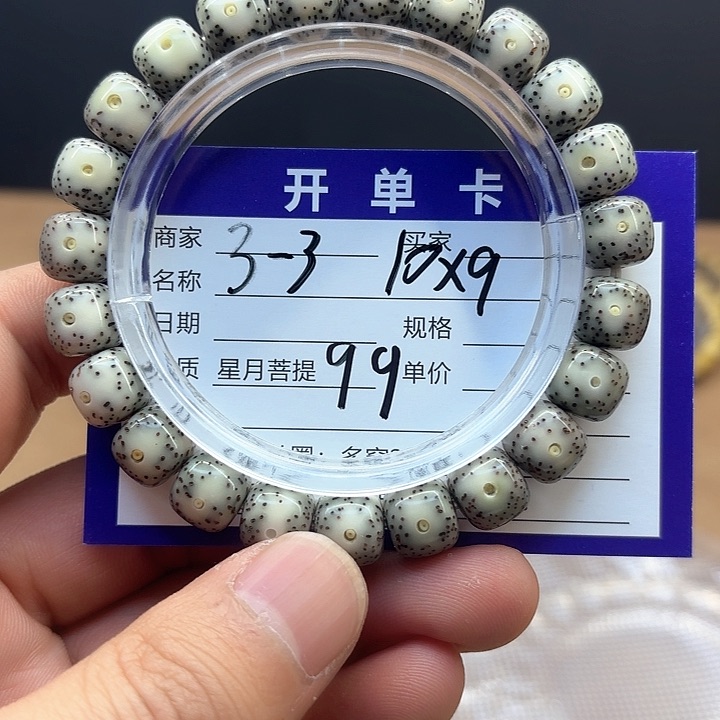 开单卡
商家 3-3 10x9 买家
名称
日期 规格
质 星月菩提 99 单价